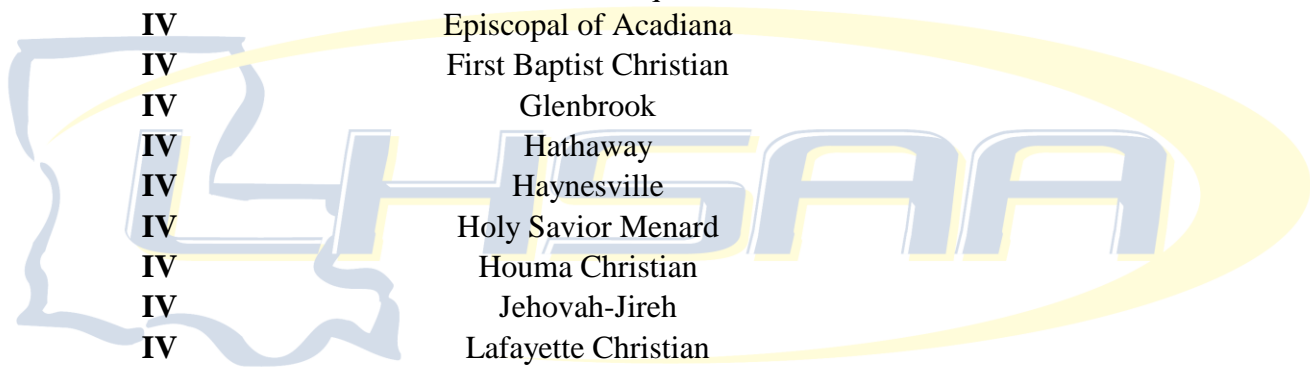 IV Episcopal of Acadiana
IV First Baptist Christian
IV Glenbrook
IV Hathaway
IV Haynesville
IV Holy Savior Menard
IV Houma Christian
IV Jehovah-Jireh
IV Lafayette Christian
LHSAA